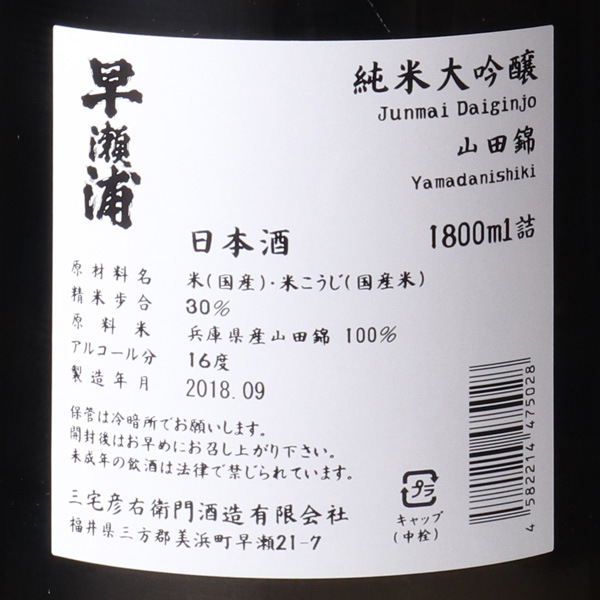 早瀬浦
純米大吟醸
Junmai Daiginjo
山田錦
Yamadanishiki
日本酒
1800ml詰
原材料名 米(国産)・米こうじ(国産米)
精米歩合 30%
原料米 兵庫県産山田錦 100%
アルコール分 16度
製造年月 2018.09
保管は冷暗所でお願いします。
開封後はお早めにお召し上がり下さい。
未成年の飲酒は法律で禁じられています。
三宅彦右衛門酒造有限会社
福井県三方郡美浜町早瀬21-7
プラ
キャップ
(中栓)
4 582214 475028